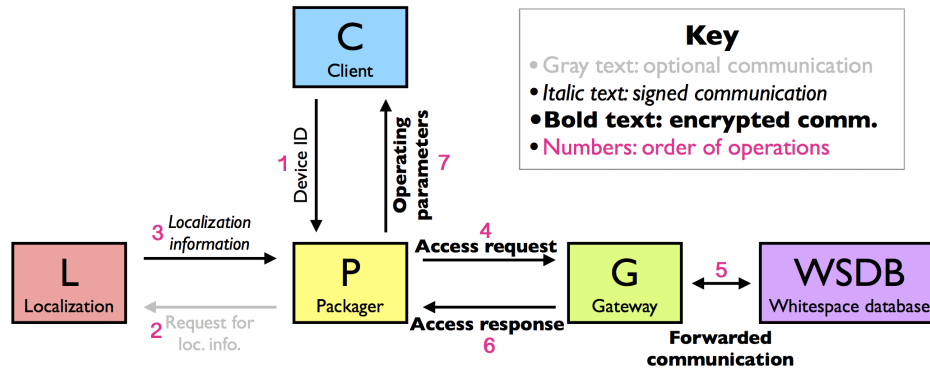 C
Client
Key
•Gray text: optional communication
•Italic text: signed communication
•Bold text: encrypted comm.
•Numbers: order of operations
1
Device ID
Operating
parameters
7
3
Localization
information
4
Access request
5
L
Localization
P
Packager
G
Gateway
WSDB
Whitespace database
2
Request for
loc. info.
Access response
6
Forwarded
communication